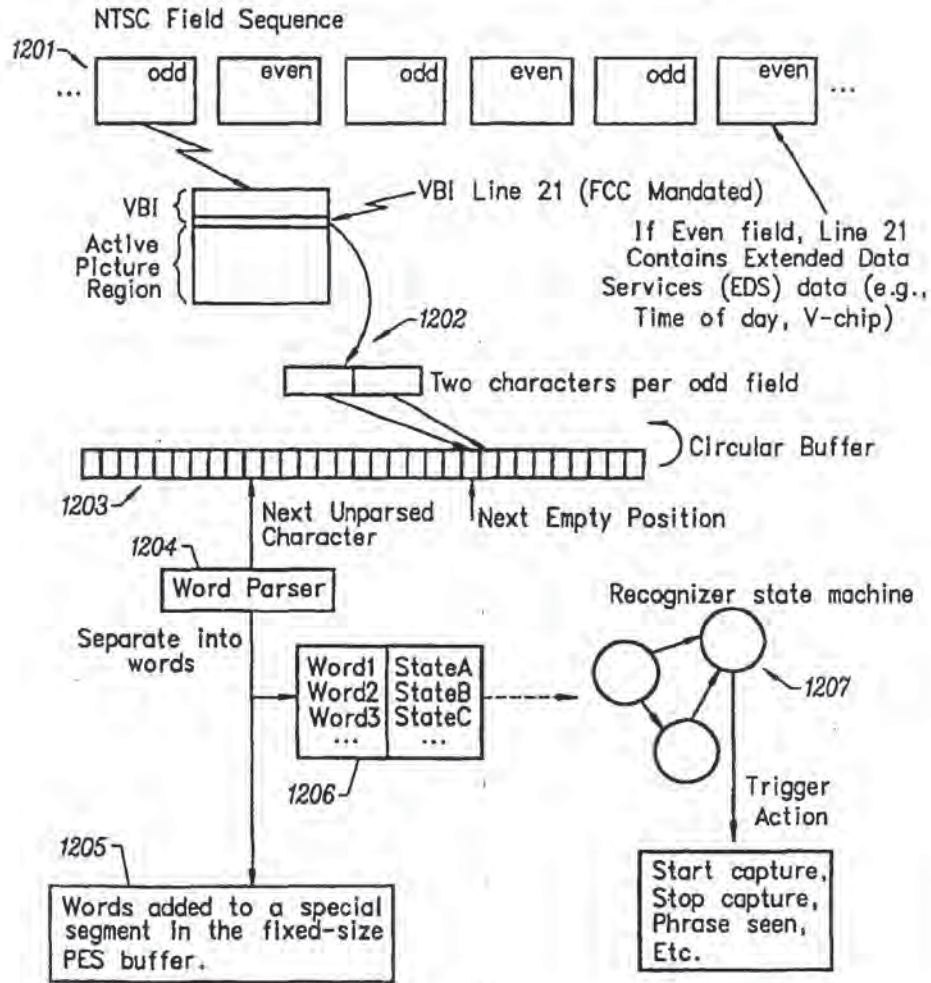 NTSC Field Sequence
1201
... odd even odd even odd even ...
VBI
VBI Line 21 (FCC Mandated)
Active
Picture
Region
If Even field, Line 21
Contains Extended Data
Services (EDS) data (e.g.,
Time of day, V-chip)
1202
Two characters per odd field
Circular Buffer
1203
Next Unparsed
Character
Next Empty Position
1204
Word Parser
Separate into
words
Recognizer state machine
Word1 StateA
Word2 StateB
Word3 StateC
... ...
1206
1207
Trigger
Action
1205
Words added to a special
segment in the fixed-size
PES buffer.
Start capture,
Stop capture,
Phrase seen,
Etc.